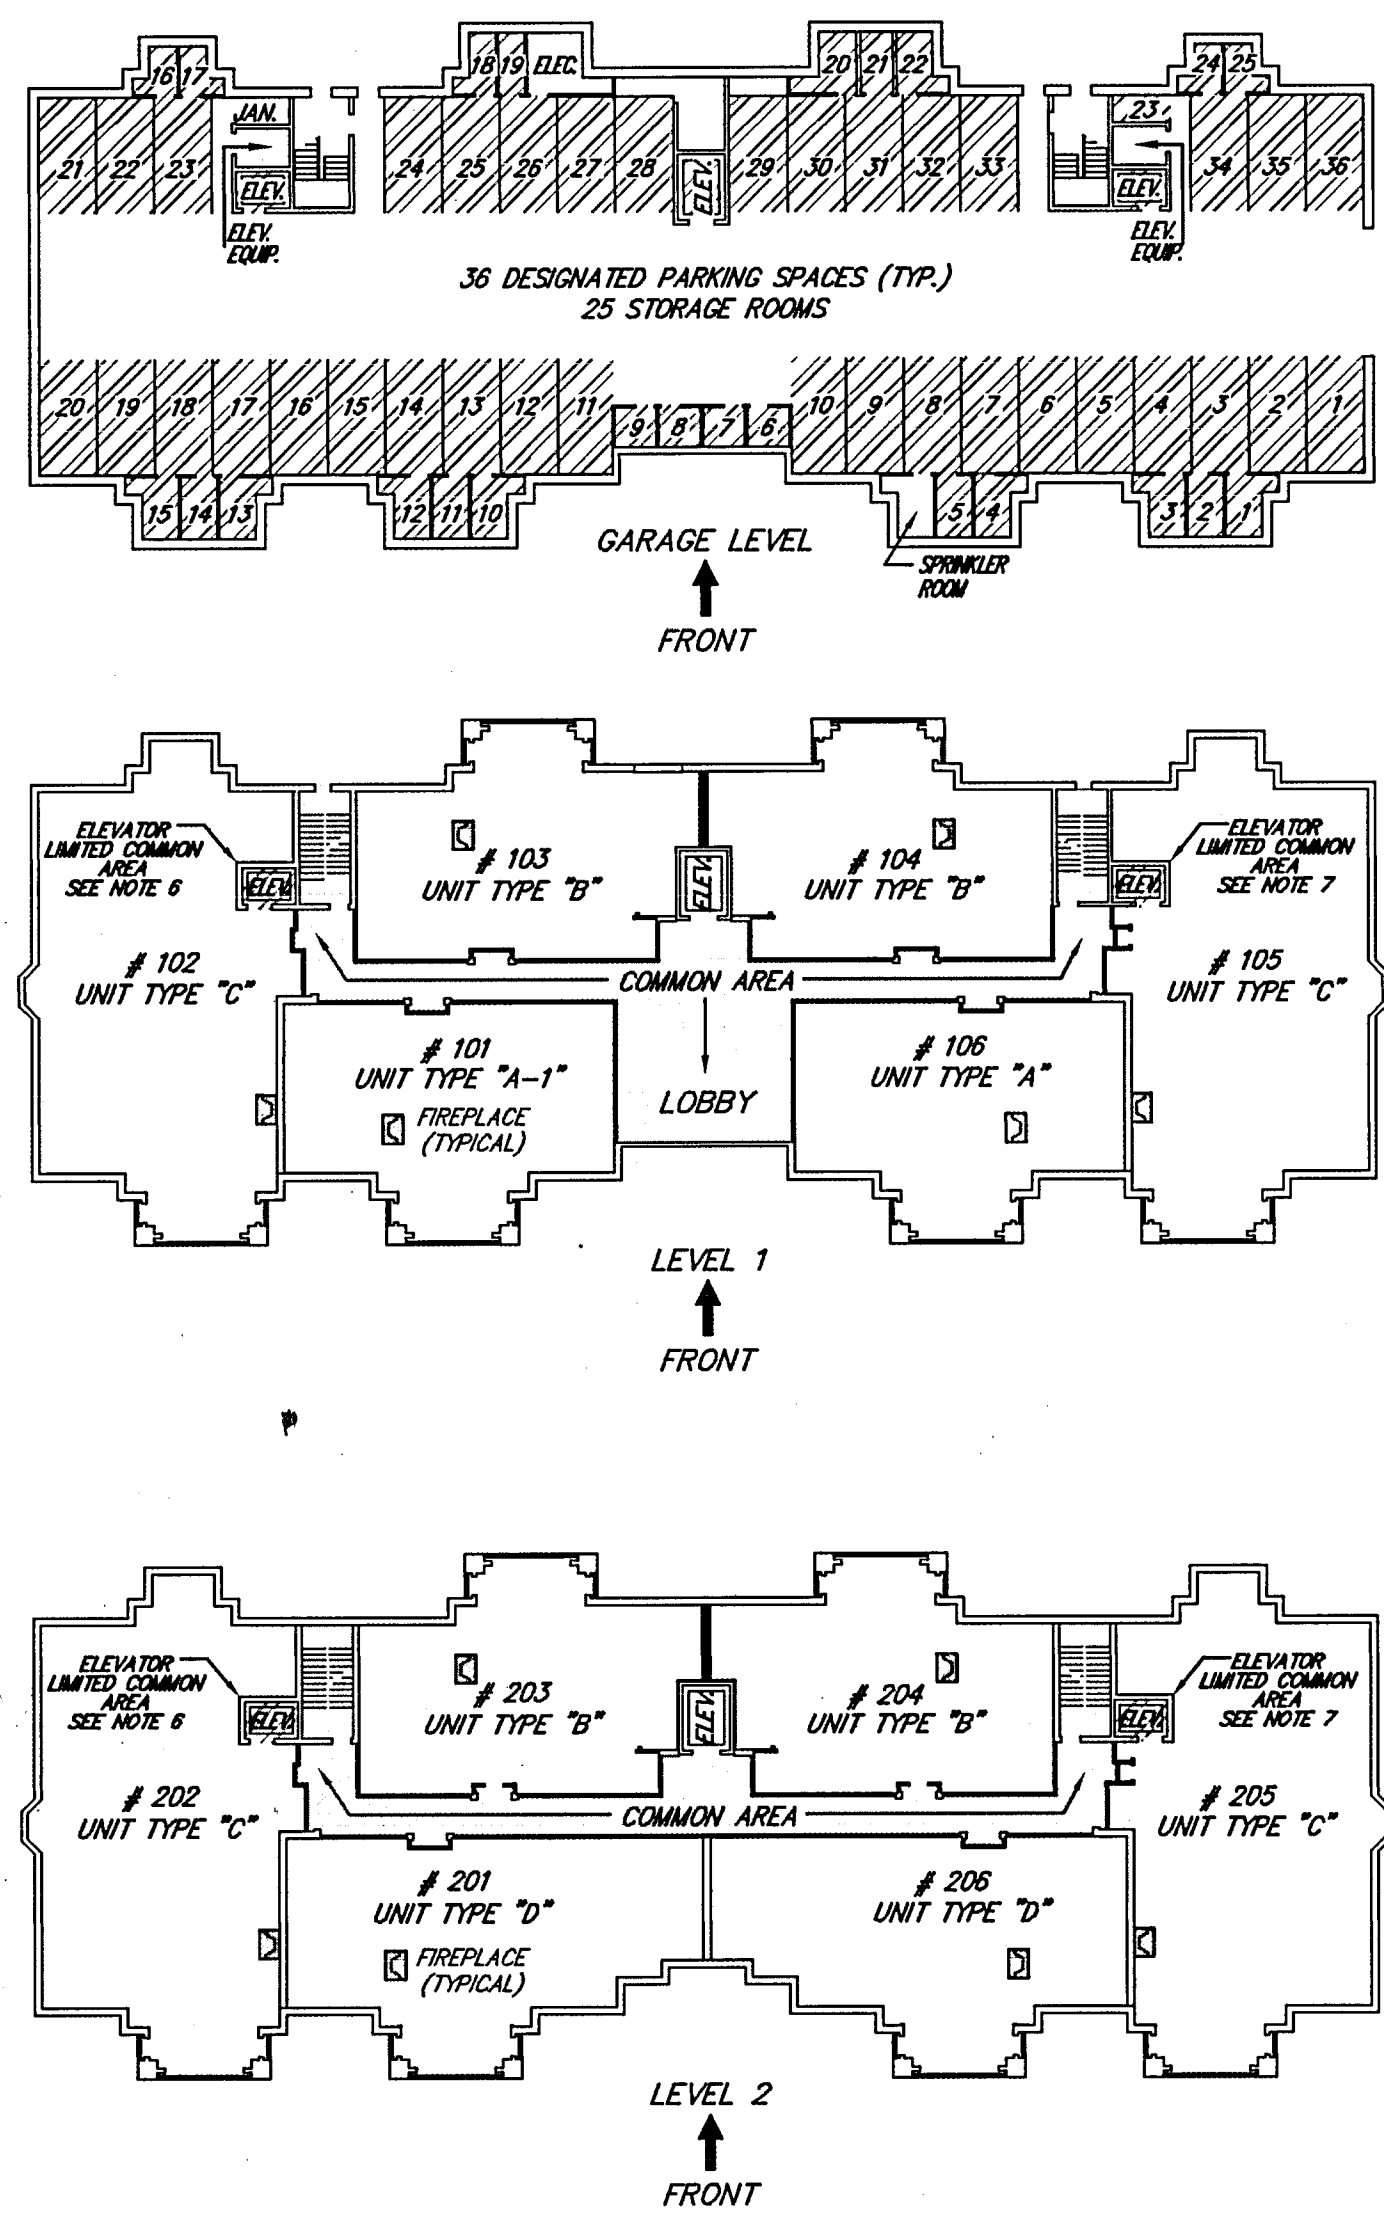 16 17 18 19 ELEC. 20 21 22 24 25
JAN. 23
21 22 23 24 25 26 27 28 29 30 31 32 33 34 35 36
ELEV. ELEV. ELEV.
ELEV. ELEV.
EQUIP. EQUIP.
36 DESIGNATED PARKING SPACES (TYP.)
25 STORAGE ROOMS
20 19 18 17 16 15 14 13 12 11 10 9 8 7 6 5 4 3 2 1
9 8 7 6
15 14 13 12 11 10 5 4 3 2 1
GARAGE LEVEL
SPRINKLER
ROOM
FRONT
ELEVATOR
LIMITED COMMON
AREA
SEE NOTE 6
ELEV.
# 103
UNIT TYPE "B"
ELEV.
# 104
UNIT TYPE "B"
ELEVATOR
LIMITED COMMON
AREA
SEE NOTE 7
ELEV.
# 102
UNIT TYPE "C"
COMMON AREA
# 105
UNIT TYPE "C"
# 101
UNIT TYPE "A-1"
FIREPLACE
(TYPICAL)
LOBBY
# 106
UNIT TYPE "A"
LEVEL 1
FRONT
ELEVATOR
LIMITED COMMON
AREA
SEE NOTE 6
ELEV.
# 203
UNIT TYPE "B"
ELEV.
# 204
UNIT TYPE "B"
ELEVATOR
LIMITED COMMON
AREA
SEE NOTE 7
ELEV.
# 202
UNIT TYPE "C"
COMMON AREA
# 205
UNIT TYPE "C"
# 201
UNIT TYPE "D"
FIREPLACE
(TYPICAL)
# 206
UNIT TYPE "D"
LEVEL 2
FRONT